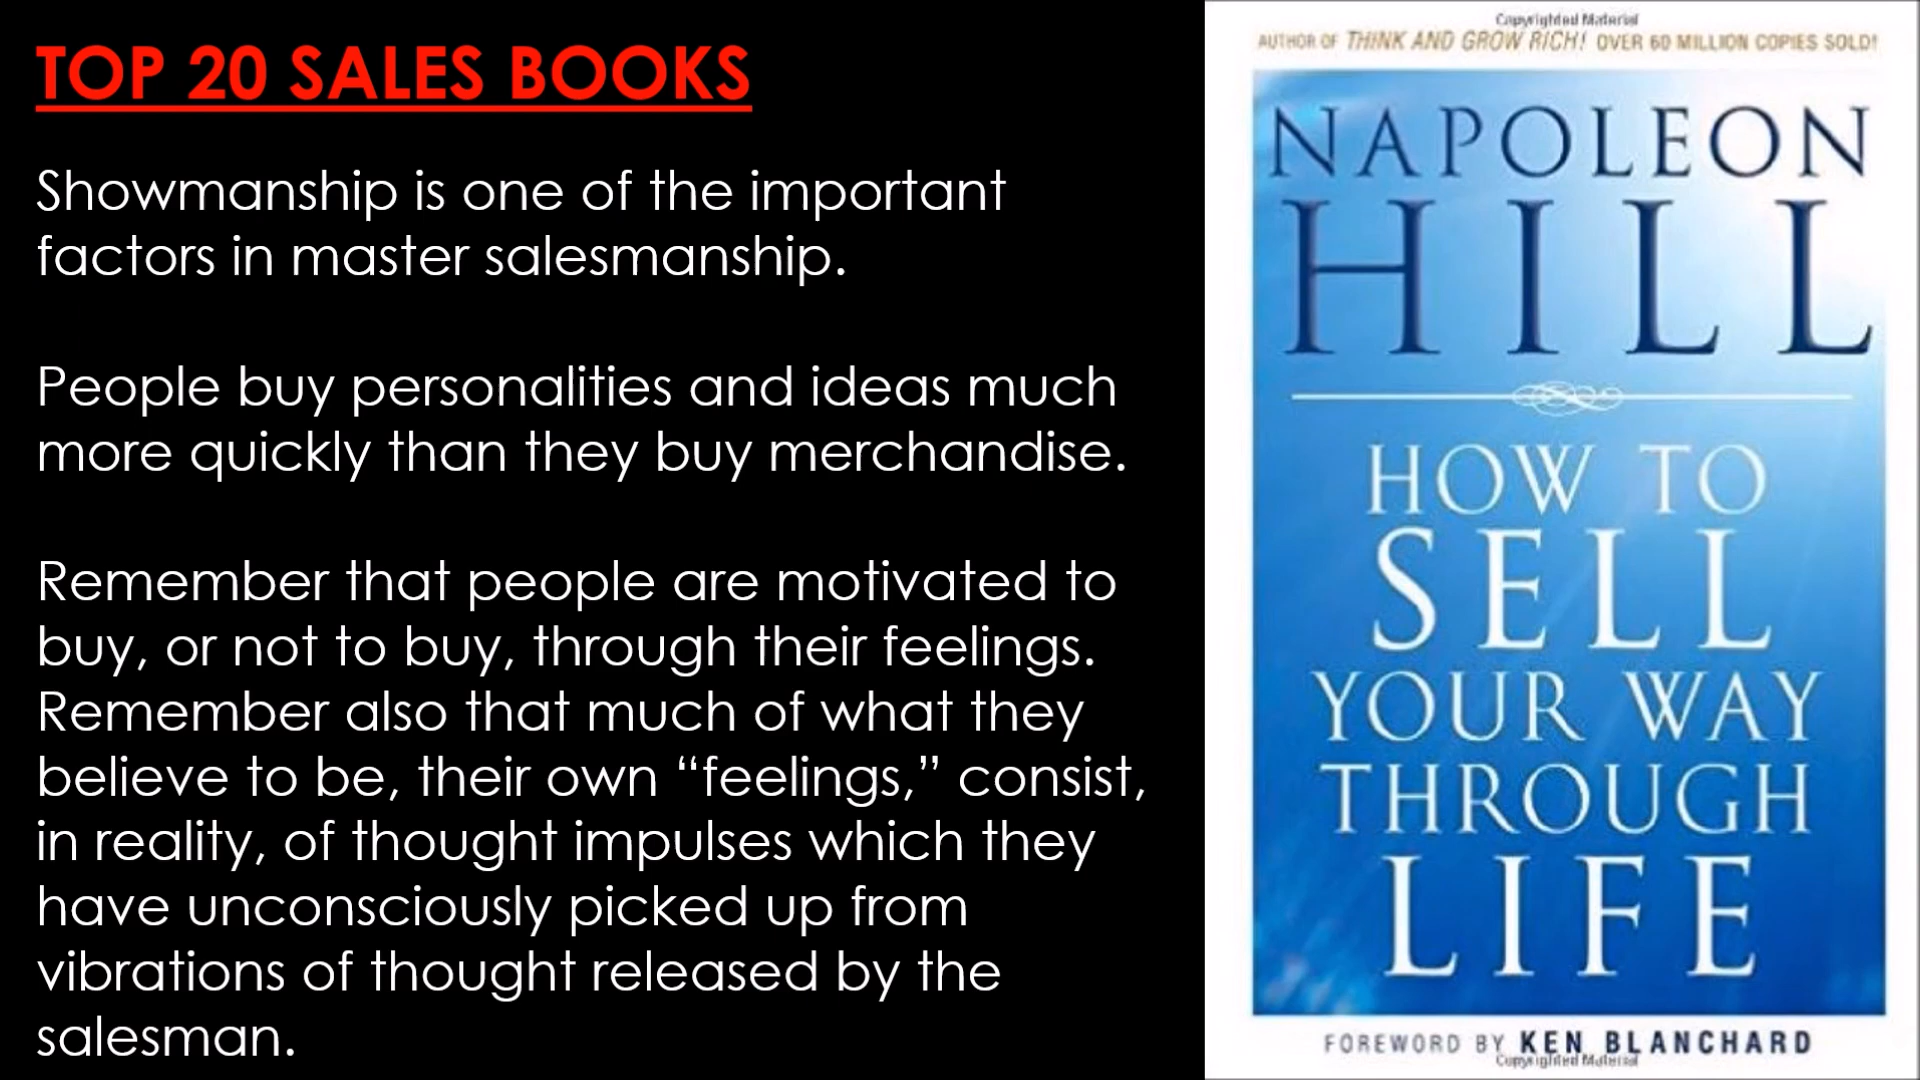 TOP 20 SALES BOOKS
Showmanship is one of the important
factors in master salesmanship.
People buy personalities and ideas much
more quickly than they buy merchandise.
Remember that people are motivated to
buy, or not to buy, through their feelings.
Remember also that much of what they
believe to be, their own “feelings,” consist,
in reality, of thought impulses which they
have unconsciously picked up from
vibrations of thought released by the
salesman.
Copyrighted Material
AUTHOR OF THINK AND GROW RICH! OVER 60 MILLION COPIES SOLD!
NAPOLEON
HILL
HOW TO
SELL
YOUR WAY
THROUGH
LIFE
FOREWORD BY KEN BLANCHARD
Copyrighted Material